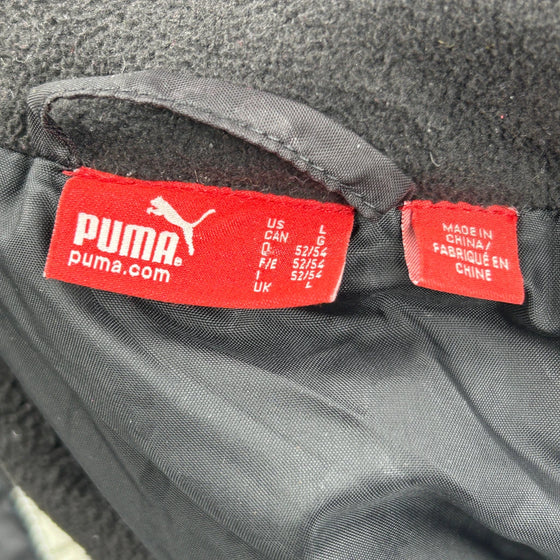 PUMA®
puma.com
US L
CAN G
D 52/54
F/E 52/54
I 52/54
UK L
MADE IN
CHINA/
FABRIQUÉ EN
CHINE